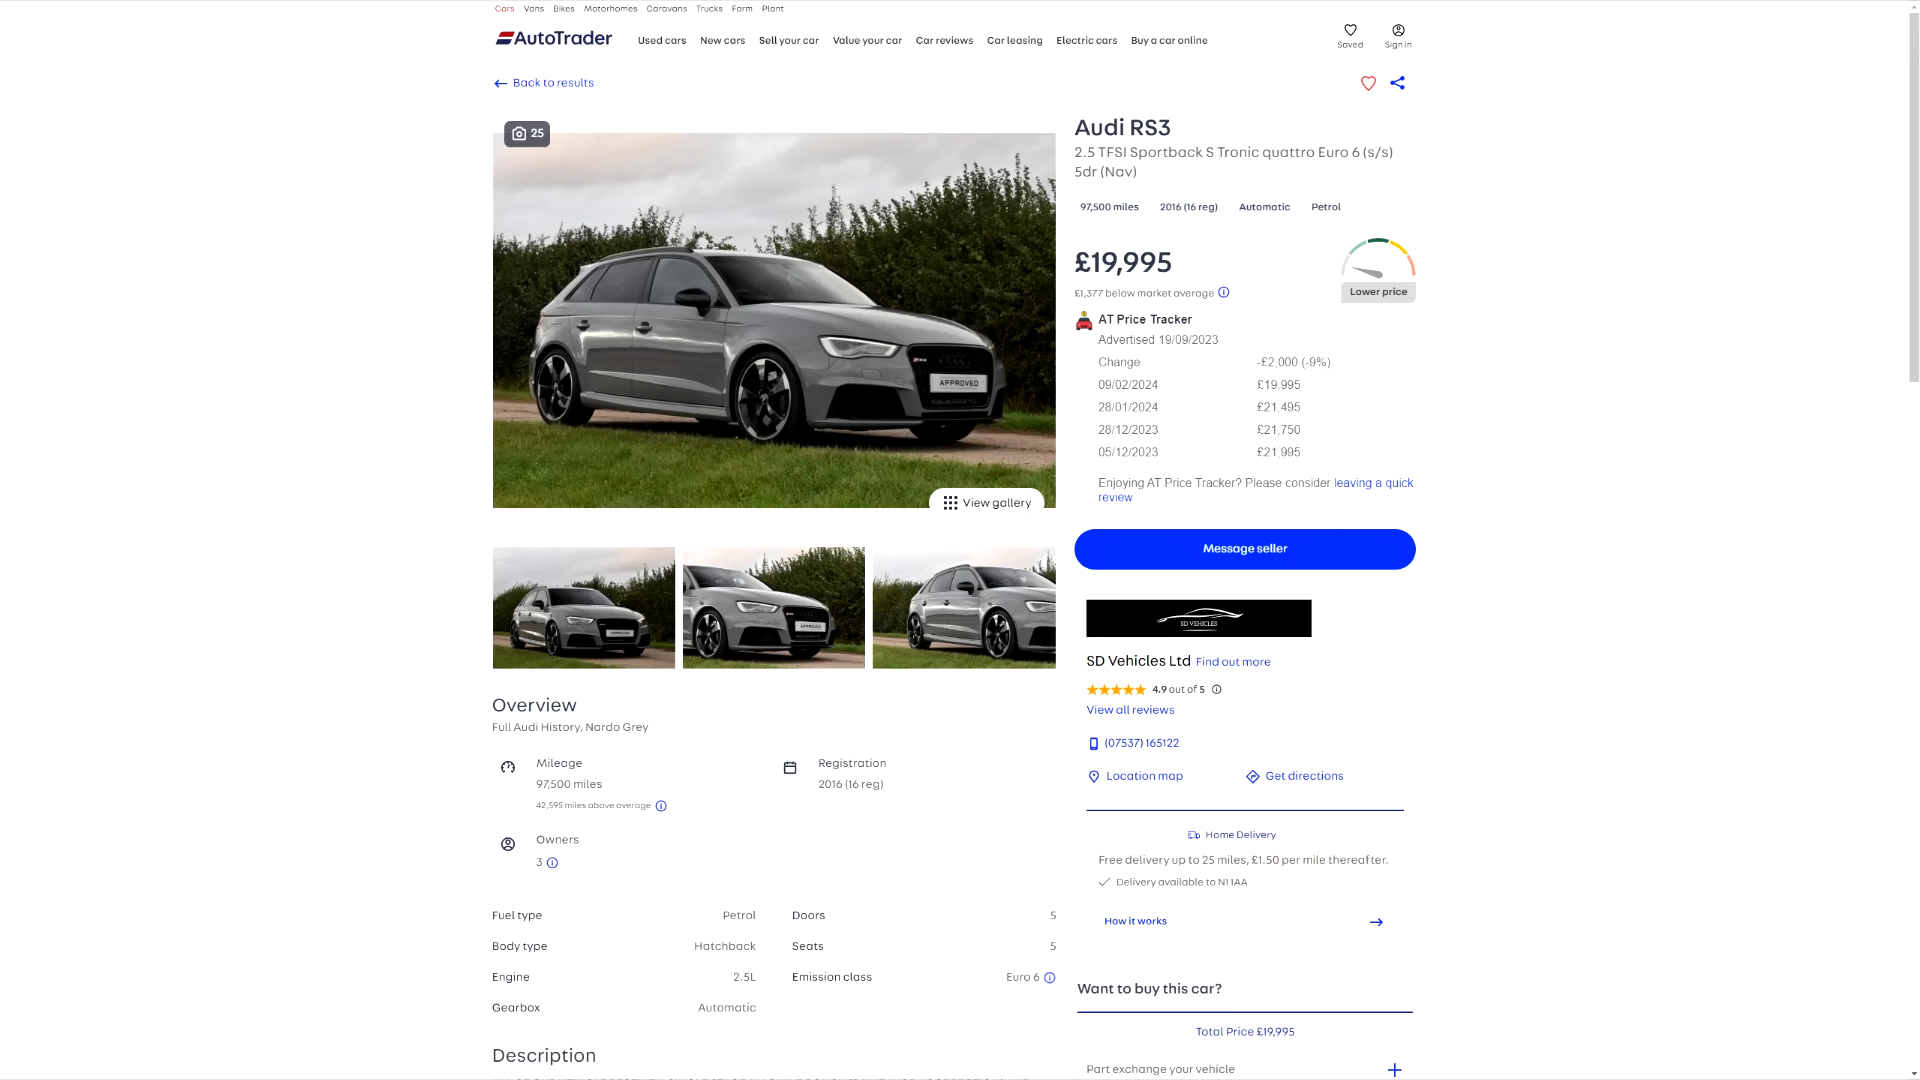 Cars Vans Bikes Motorhomes Caravans Trucks Farm Plant
AutoTrader
Used cars New cars Sell your car Value your car Car reviews Car leasing Electric cars Buy a car online
Saved
Sign in
Back to results
25
APPROVED
View gallery
Audi RS3
2.5 TFSI Sportback S Tronic quattro Euro 6 (s/s)
5dr (Nav)
97,500 miles 2016 (16 reg) Automatic Petrol
£19,995
£1,377 below market average
Lower price
AT Price Tracker
Advertised 19/09/2023
Change -£2,000 (-9%)
09/02/2024 £19,995
28/01/2024 £21,495
28/12/2023 £21,750
05/12/2023 £21,995
Enjoying AT Price Tracker? Please consider leaving a quick
review
Message seller
SD VEHICLES
SD Vehicles Ltd Find out more
4.9 out of 5
View all reviews
(07537) 165122
Location map Get directions
Home Delivery
Free delivery up to 25 miles, £1.50 per mile thereafter.
Delivery available to N1 1AA
How it works
Want to buy this car?
Total Price £19,995
Part exchange your vehicle
Overview
Full Audi History, Nardo Grey
Mileage
97,500 miles
42,595 miles above average
Registration
2016 (16 reg)
Owners
3
Fuel type Petrol Doors 5
Body type Hatchback Seats 5
Engine 2.5L Emission class Euro 6
Gearbox Automatic
Description